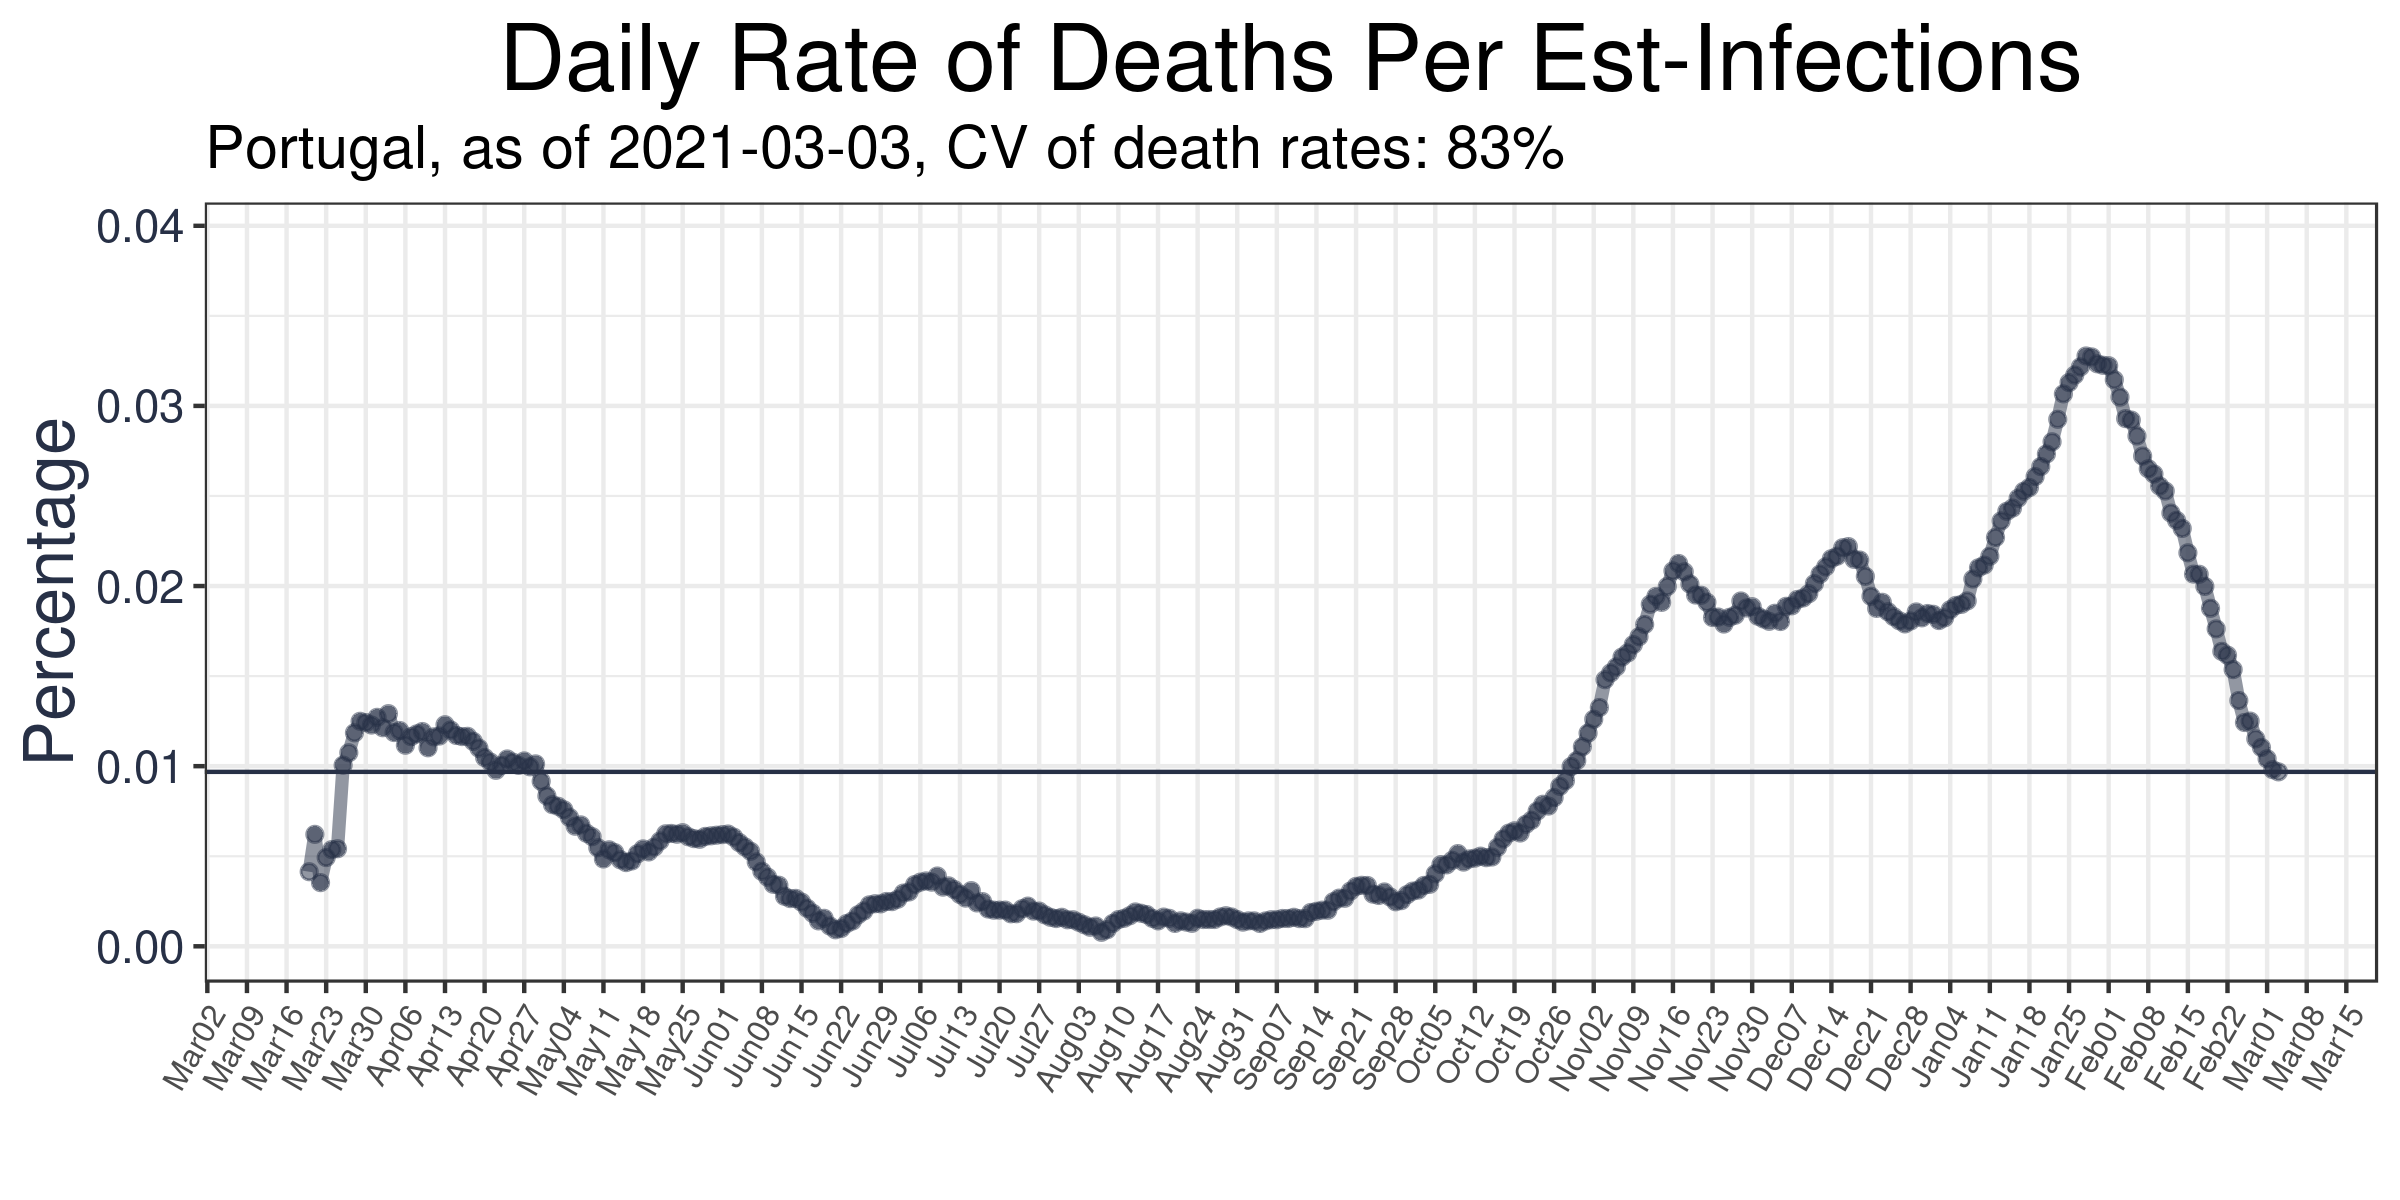 Daily Rate of Deaths Per Est-Infections
Portugal, as of 2021-03-03, CV of death rates: 83%
Percentage
0.04
0.03
0.02
0.01
0.00
Mar02
Mar09
Mar16
Mar23
Mar30
Apr06
Apr13
Apr20
Apr27
May04
May11
May18
May25
Jun01
Jun08
Jun15
Jun22
Jun29
Jul06
Jul13
Jul20
Jul27
Aug03
Aug10
Aug17
Aug24
Aug31
Sep07
Sep14
Sep21
Sep28
Oct05
Oct12
Oct19
Oct26
Nov02
Nov09
Nov16
Nov23
Nov30
Dec07
Dec14
Dec21
Dec28
Jan04
Jan11
Jan18
Jan25
Feb01
Feb08
Feb15
Feb22
Mar01
Mar08
Mar15